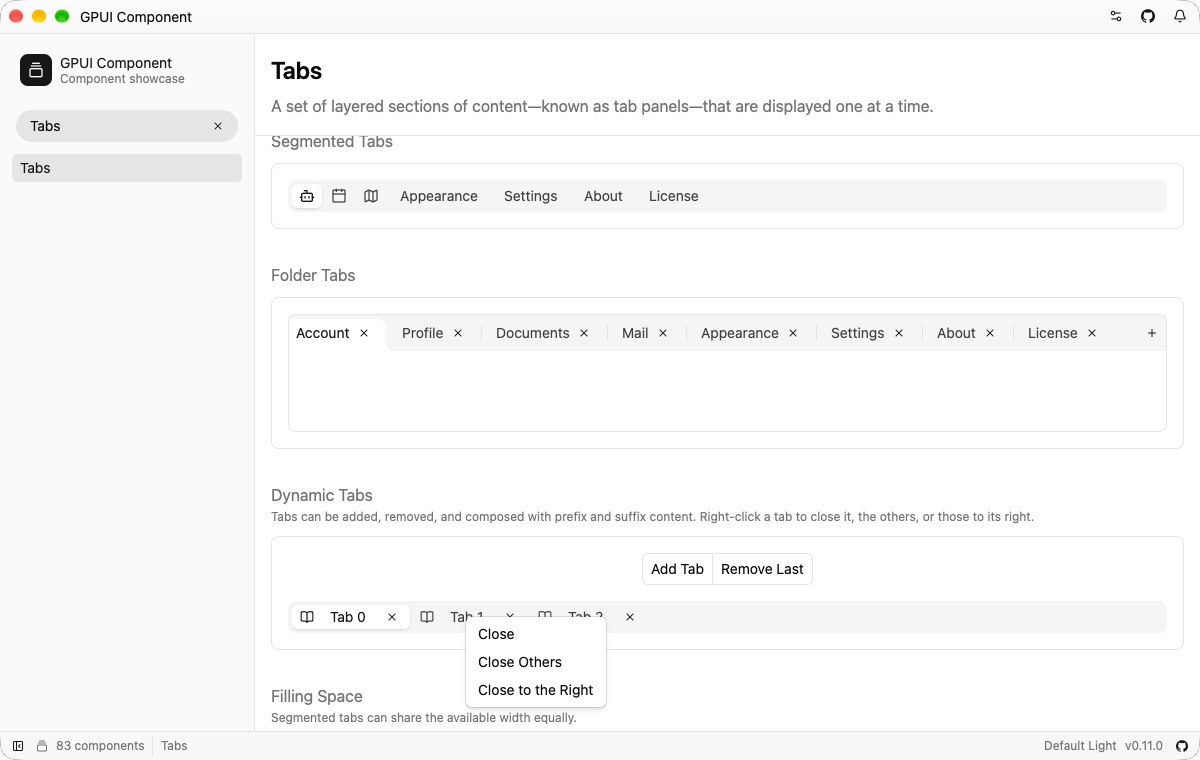 GPUI Component
GPUI Component
Component showcase
Tabs
Tabs
Tabs
A set of layered sections of content—known as tab panels—that are displayed one at a time.
Segmented Tabs
Appearance Settings About License
Folder Tabs
Account Profile Documents Mail Appearance Settings About License
Dynamic Tabs
Tabs can be added, removed, and composed with prefix and suffix content. Right-click a tab to close it, the others, or those to its right.
Add Tab Remove Last
Tab 0 Tab 1 Tab 2
Close
Close Others
Close to the Right
Filling Space
Segmented tabs can share the available width equally.
83 components Tabs Default Light v0.11.0